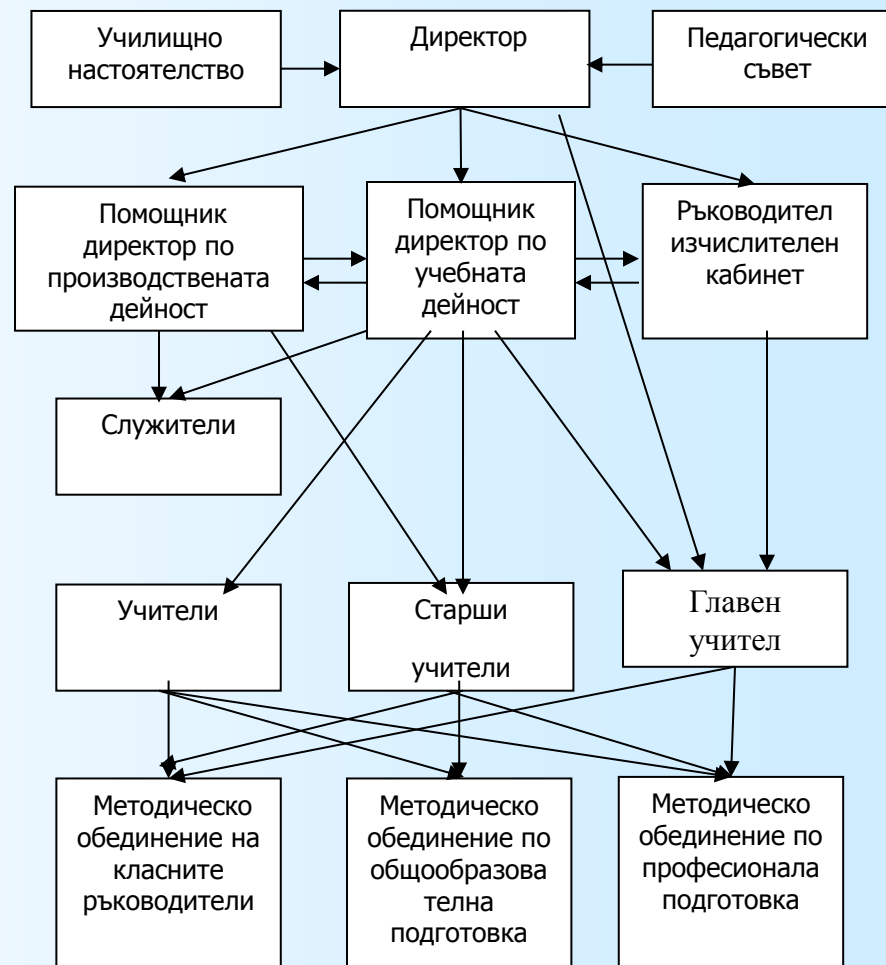 Училищно
настоятелство
Директор
Педагогически
съвет
Помощник
директор по
производствената
дейност
Помощник
директор по
учебната
дейност
Ръководител
изчислителен
кабинет
Служители
Учители
Старши
учители
Главен
учител
Методическо
обединение на
класните
ръководители
Методическо
обединение по
общообразова
телна
подготовка
Методическо
обединение по
професионала
подготовка